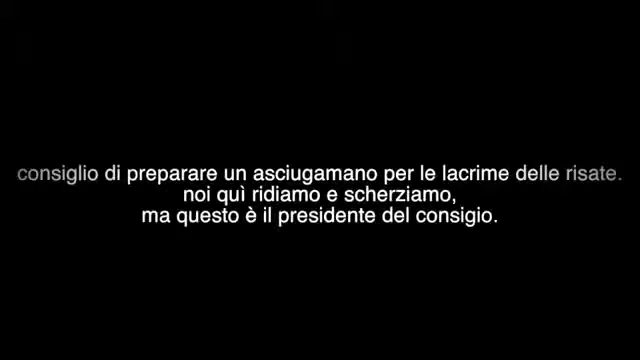 consiglio di preparare un asciugamano per le lacrime delle risate.
noi quì ridiamo e scherziamo,
ma questo è il presidente del consigio.